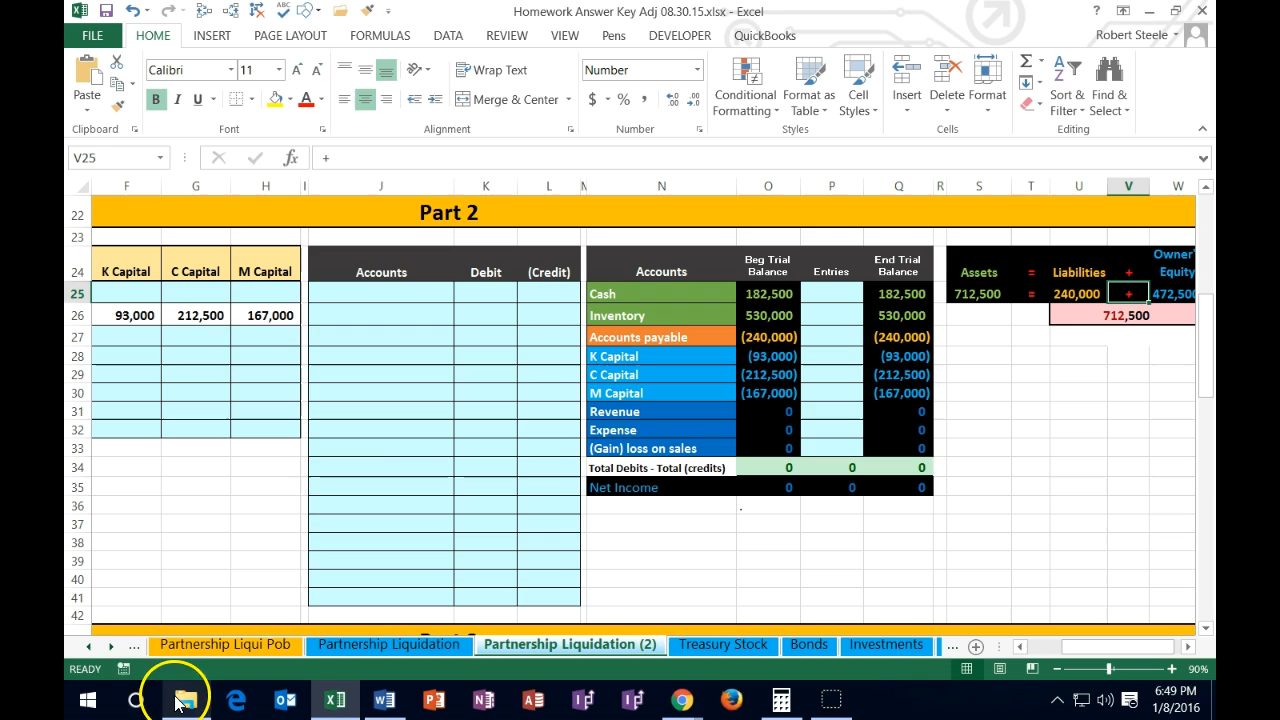 Homework Answer Key Adj 08.30.15.xlsx - Excel
FILE HOME INSERT PAGE LAYOUT FORMULAS DATA REVIEW VIEW Pens DEVELOPER QuickBooks Robert Steele
Calibri 11 Wrap Text Number
Paste B I U Merge & Center $ % , Conditional Formatting Format as Table Cell Styles Insert Delete Format Sort & Filter Find & Select
Clipboard Font Alignment Number Styles Cells Editing
V25 fx +
F G H I J K L M N O P Q R S T U V W
22 Part 2
23
24 K Capital C Capital M Capital Accounts Debit (Credit) Accounts Beg Trial Balance Entries End Trial Balance Assets = Liabilities + Owner' Equity
25 Cash 182,500 182,500 712,500 = 240,000 + 472,500
26 93,000 212,500 167,000 Inventory 530,000 530,000 712,500
27 Accounts payable (240,000) (240,000)
28 K Capital (93,000) (93,000)
29 C Capital (212,500) (212,500)
30 M Capital (167,000) (167,000)
31 Revenue 0 0
32 Expense 0 0
33 (Gain) loss on sales 0 0
34 Total Debits - Total (credits) 0 0 0
35 Net Income 0 0 0
36 .
37
38
39
40
41
42
... Partnership Liqui Pob Partnership Liquidation Partnership Liquidation (2) Treasury Stock Bonds Investments ...
READY 90%
6:49 PM
1/8/2016